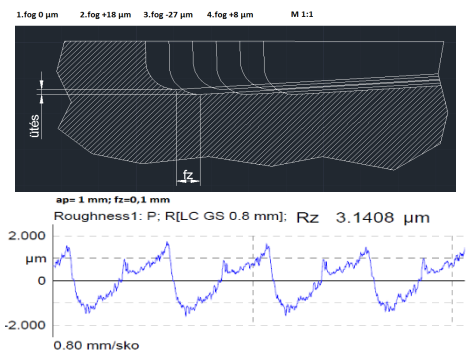 1.fog 0 µm 2.fog +18 µm 3.fog -27 µm 4.fog +8 µm M 1:1
ütés
fz
ap= 1 mm; fz=0,1 mm
Roughness1: P; R[LC GS 0.8 mm]; Rz 3.1408 µm
2.000
µm
0
-2.000
0.80 mm/sko